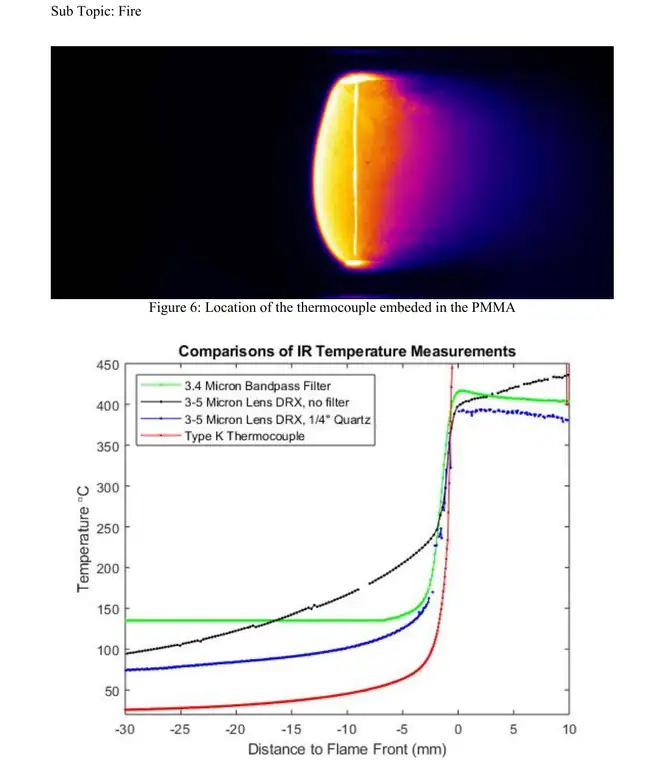 Sub Topic: Fire
Figure 6: Location of the thermocouple embeded in the PMMA
Comparisons of IR Temperature Measurements
3.4 Micron Bandpass Filter
3-5 Micron Lens DRX, no filter
3-5 Micron Lens DRX, 1/4" Quartz
Type K Thermocouple
450
400
350
300
250
200
150
100
50
Temperature °C
-30 -25 -20 -15 -10 -5 0 5 10
Distance to Flame Front (mm)